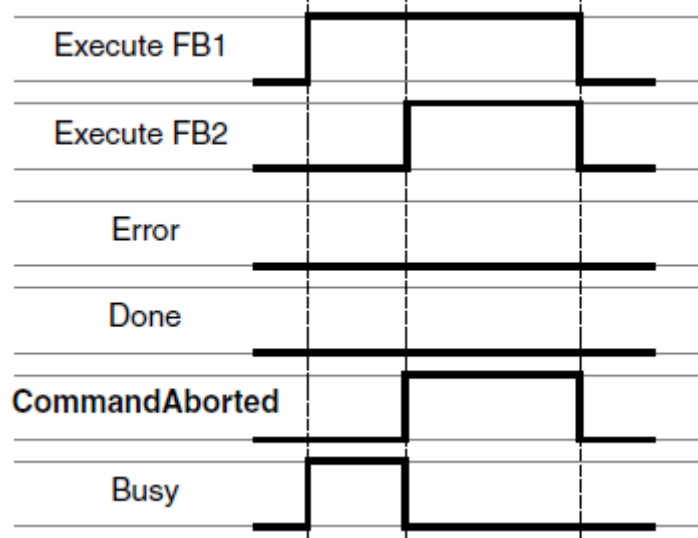 Execute FB1
Execute FB2
Error
Done
CommandAborted
Busy